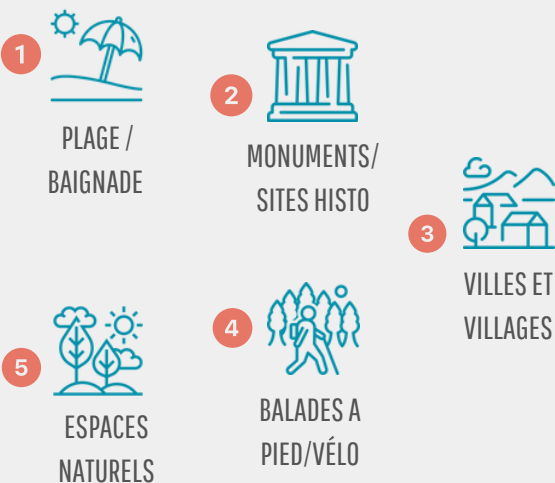 1
PLAGE /
BAIGNADE
2
MONUMENTS/
SITES HISTO
3
VILLES ET
VILLAGES
4
BALADES A
PIED/VÉLO
5
ESPACES
NATURELS